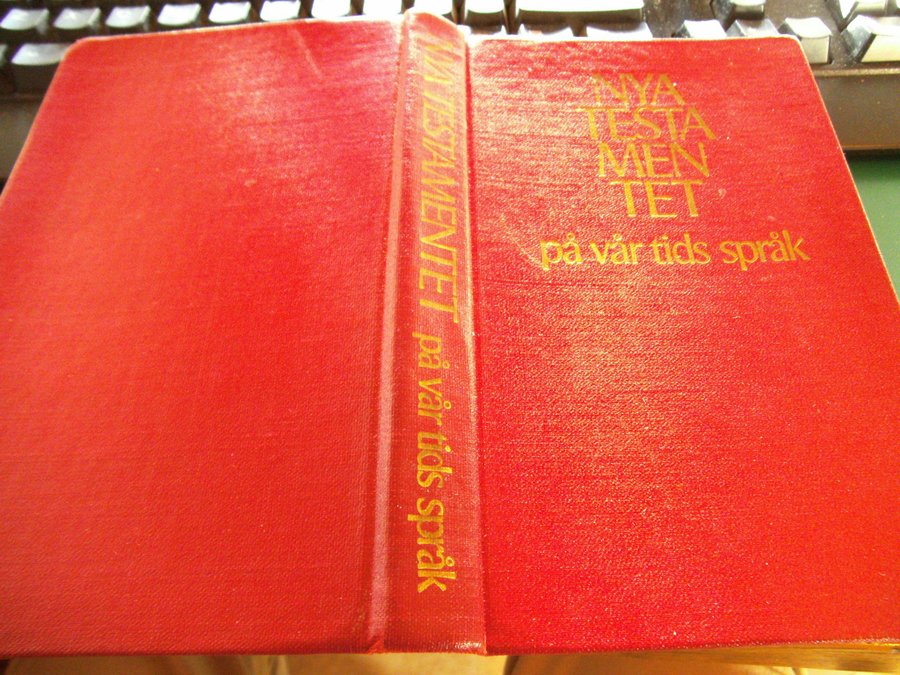 NYA TESTAMENTET på vår tids språk
NYA
TESTA
MEN
TET
på vår tids språk